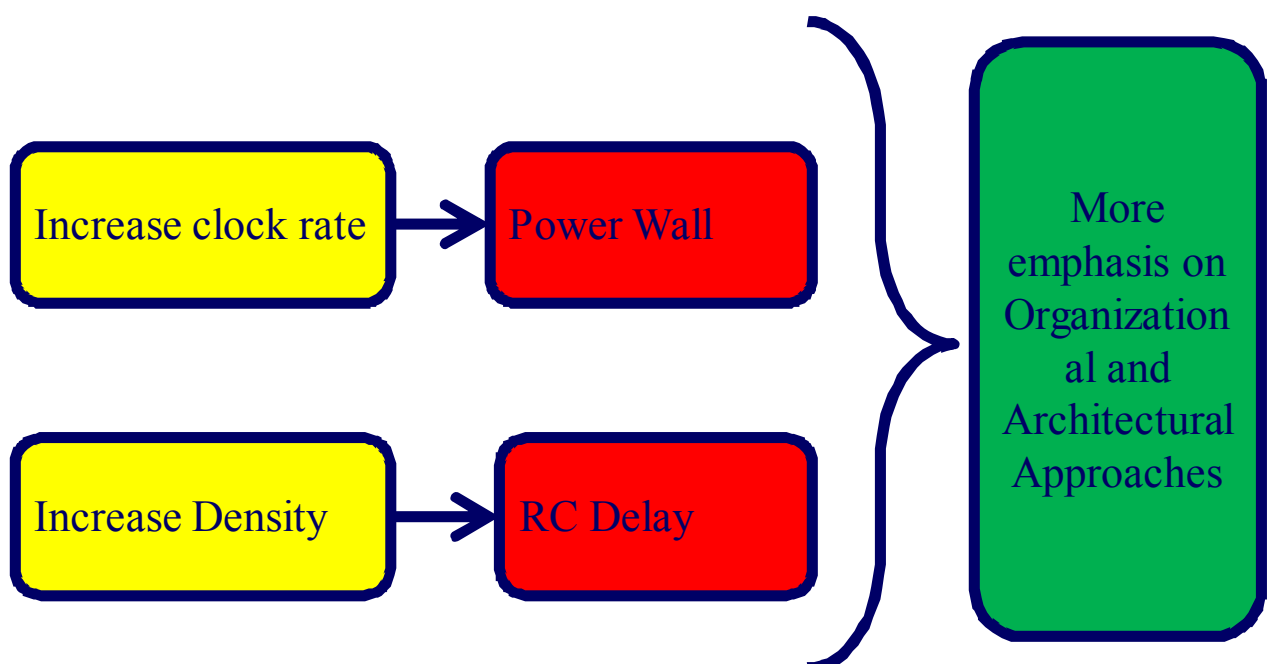 Increase clock rate
Power Wall
Increase Density
RC Delay
More
emphasis on
Organization
al and
Architectural
Approaches